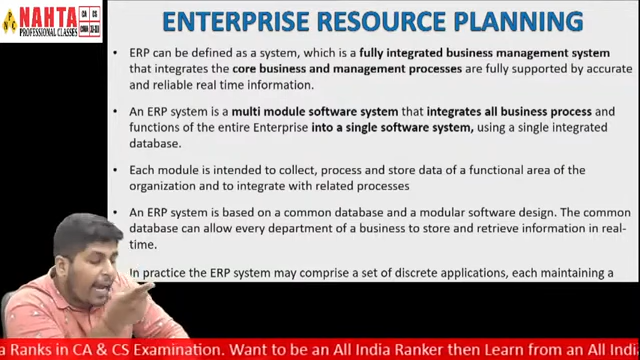 NAHTA
PROFESSIONAL CLASSES
CA
CS
CMA
XI-XII
ENTERPRISE RESOURCE PLANNING
• ERP can be defined as a system, which is a fully integrated business management system
that integrates the core business and management processes are fully supported by accurate
and reliable real time information.
• An ERP system is a multi module software system that integrates all business process and
functions of the entire Enterprise into a single software system, using a single integrated
database.
• Each module is intended to collect, process and store data of a functional area of the
organization and to integrate with related processes
• An ERP system is based on a common database and a modular software design. The common
database can allow every department of a business to store and retrieve information in real-
time.
In practice the ERP system may comprise a set of discrete applications, each maintaining a
a Ranks in CA & CS Examination. Want to be an All India Ranker then Learn from an All Indi